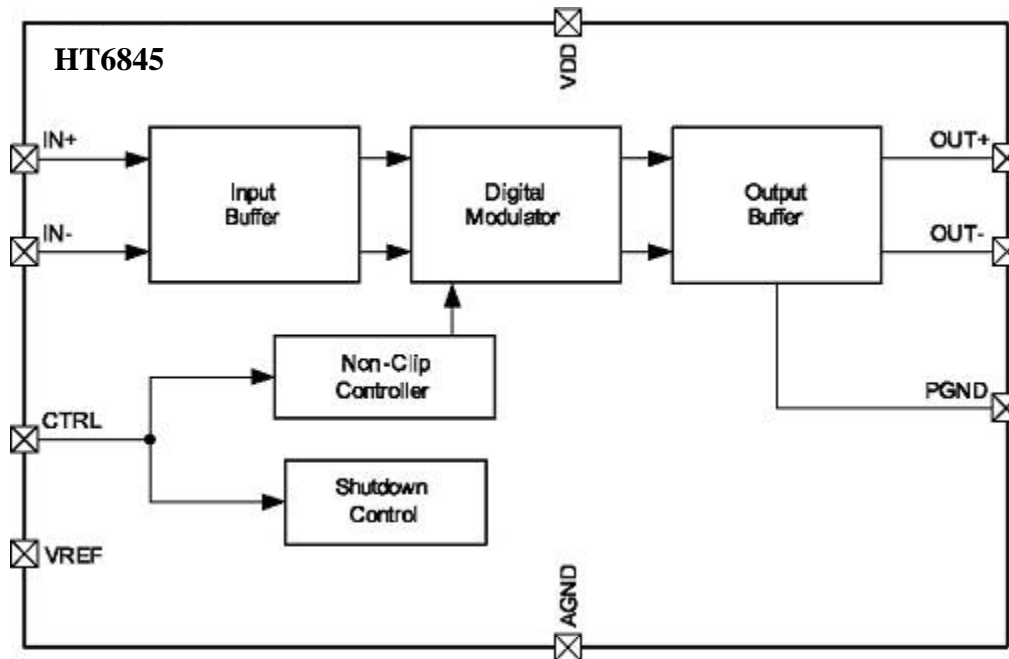 HT6845
VDD
IN+
IN-
Input
Buffer
Digital
Modulator
Output
Buffer
OUT+
OUT-
Non-Clip
Controller
PGND
CTRL
Shutdown
Control
VREF
AGND